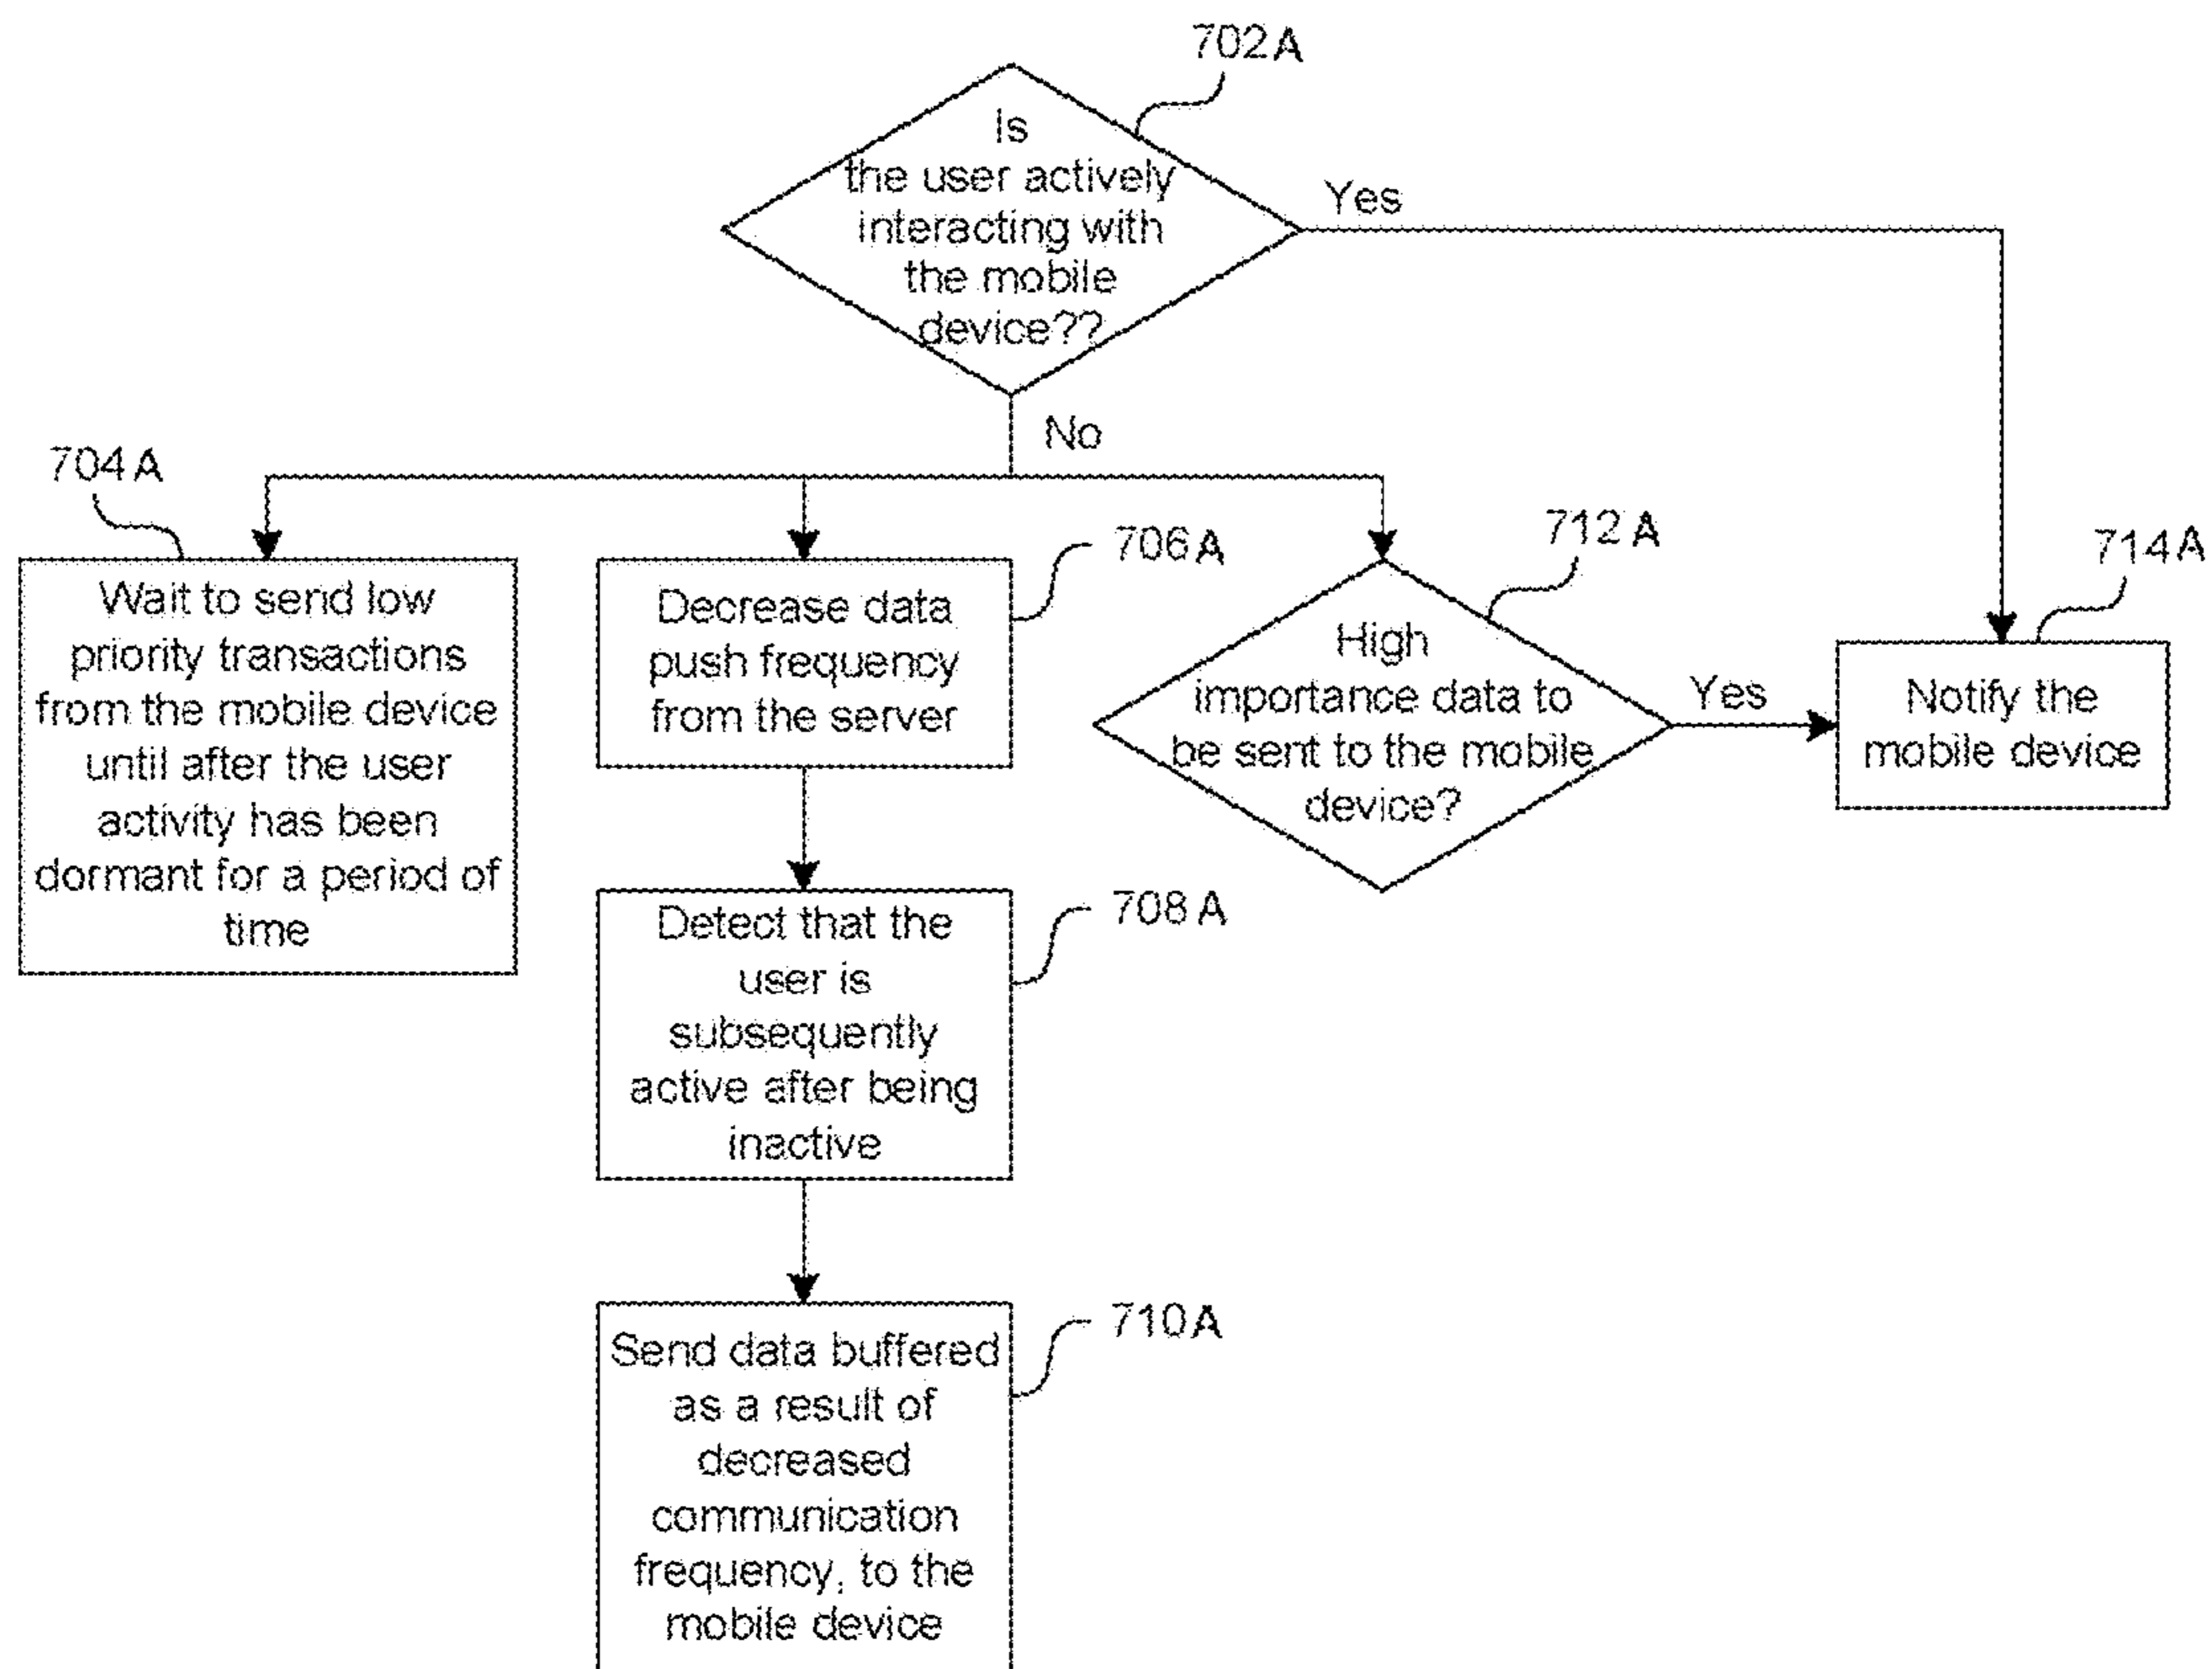 702A
Is
the user actively
interacting with
the mobile
device??
Yes
No
704A
Wait to send low
priority transactions
from the mobile device
until after the user
activity has been
dormant for a period of
time
706A
Decrease data
push frequency
from the server
712A
High
importance data to
be sent to the mobile
device?
Yes
714A
Notify the
mobile device
708A
Detect that the
user is
subsequently
active after being
inactive
710A
Send data buffered
as a result of
decreased
communication
frequency, to the
mobile device